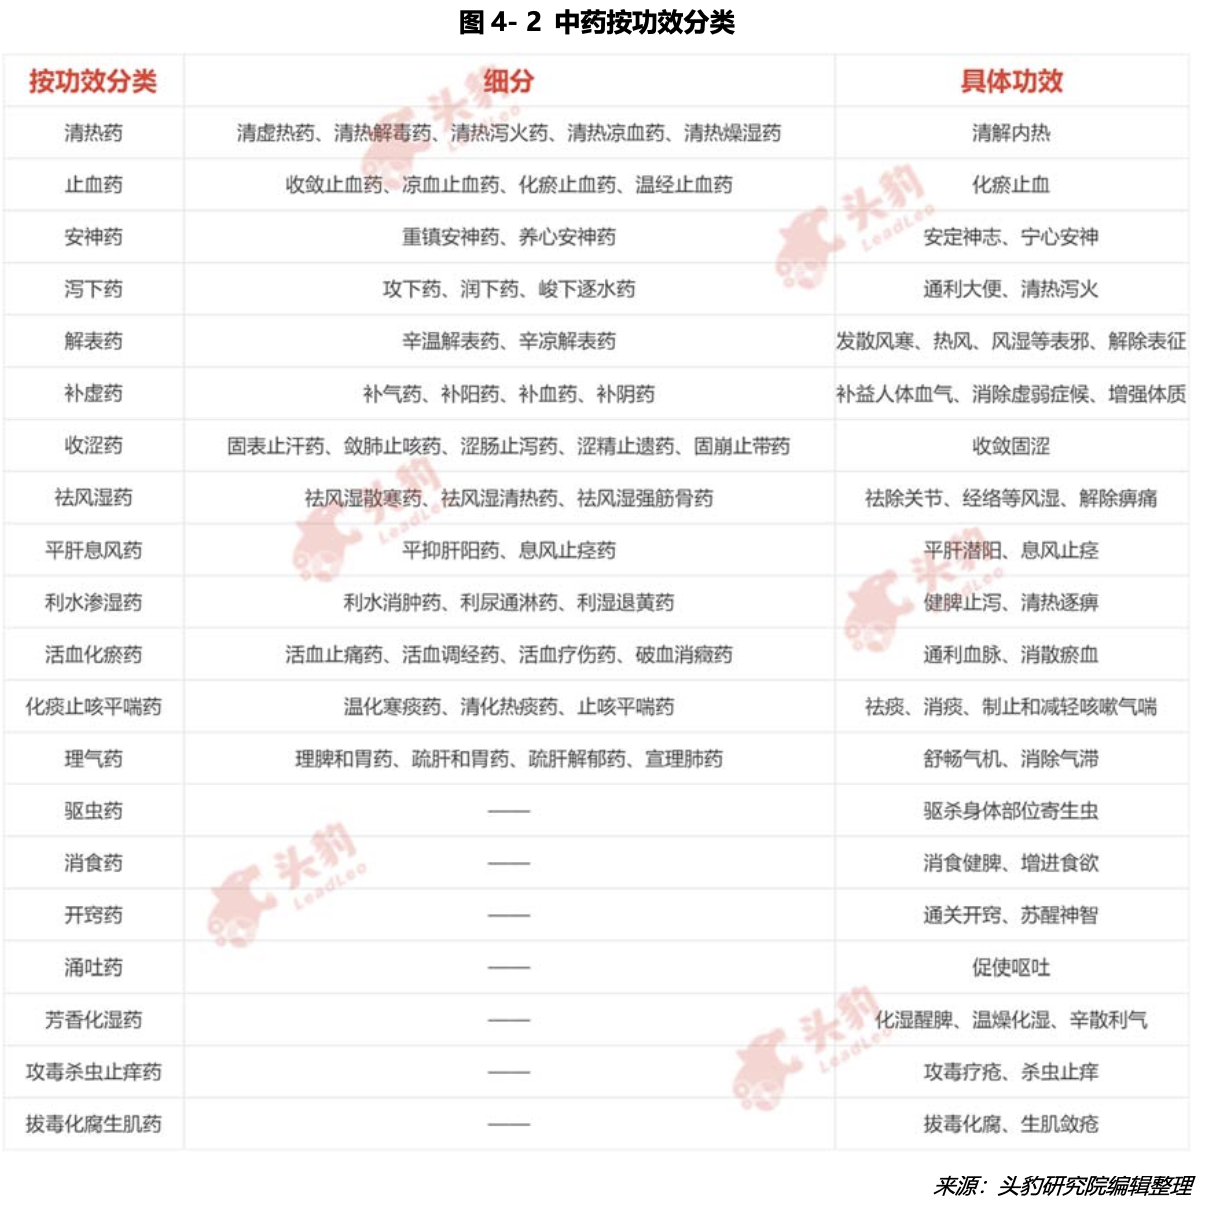 图 4- 2 中药按功效分类
按功效分类 细分 具体功效
清热药 清虚热药、清热解毒药、清热泻火药、清热凉血药、清热燥湿药 清解内热
止血药 收敛止血药、凉血止血药、化瘀止血药、温经止血药 化瘀止血
安神药 重镇安神药、养心安神药 安定神志、宁心安神
泻下药 攻下药、润下药、峻下逐水药 通利大便、清热泻火
解表药 辛温解表药、辛凉解表药 发散风寒、热风、风湿等表邪、解除表征
补虚药 补气药、补阳药、补血药、补阴药 补益人体血气、消除虚弱症候、增强体质
收涩药 固表止汗药、敛肺止咳药、涩肠止泻药、涩精止遗药、固崩止带药 收敛固涩
祛风湿药 祛风湿散寒药、祛风湿清热药、祛风湿强筋骨药 祛除关节、经络等风湿、解除痹痛
平肝息风药 平抑肝阳药、息风止痉药 平肝潜阳、息风止痉
利水渗湿药 利水消肿药、利尿通淋药、利湿退黄药 健脾止泻、清热逐痹
活血化瘀药 活血止痛药、活血调经药、活血疗伤药、破血消癥药 通利血脉、消散瘀血
化痰止咳平喘药 温化寒痰药、清化热痰药、止咳平喘药 祛痰、消痰、制止和减轻咳嗽气喘
理气药 理脾和胃药、疏肝和胃药、疏肝解郁药、宣理肺药 舒畅气机、消除气滞
驱虫药 —— 驱杀身体部位寄生虫
消食药 —— 消食健脾、增进食欲
开窍药 —— 通关开窍、苏醒神智
涌吐药 —— 促使呕吐
芳香化湿药 —— 化湿醒脾、温燥化湿、辛散利气
攻毒杀虫止痒药 —— 攻毒疗疮、杀虫止痒
拔毒化腐生肌药 —— 拔毒化腐、生肌敛疮
来源：头豹研究院编辑整理
头豹 LeadLeo
头豹 LeadLeo
头豹 LeadLeo
头豹 LeadLeo
头豹 LeadLeo
头豹 LeadLeo